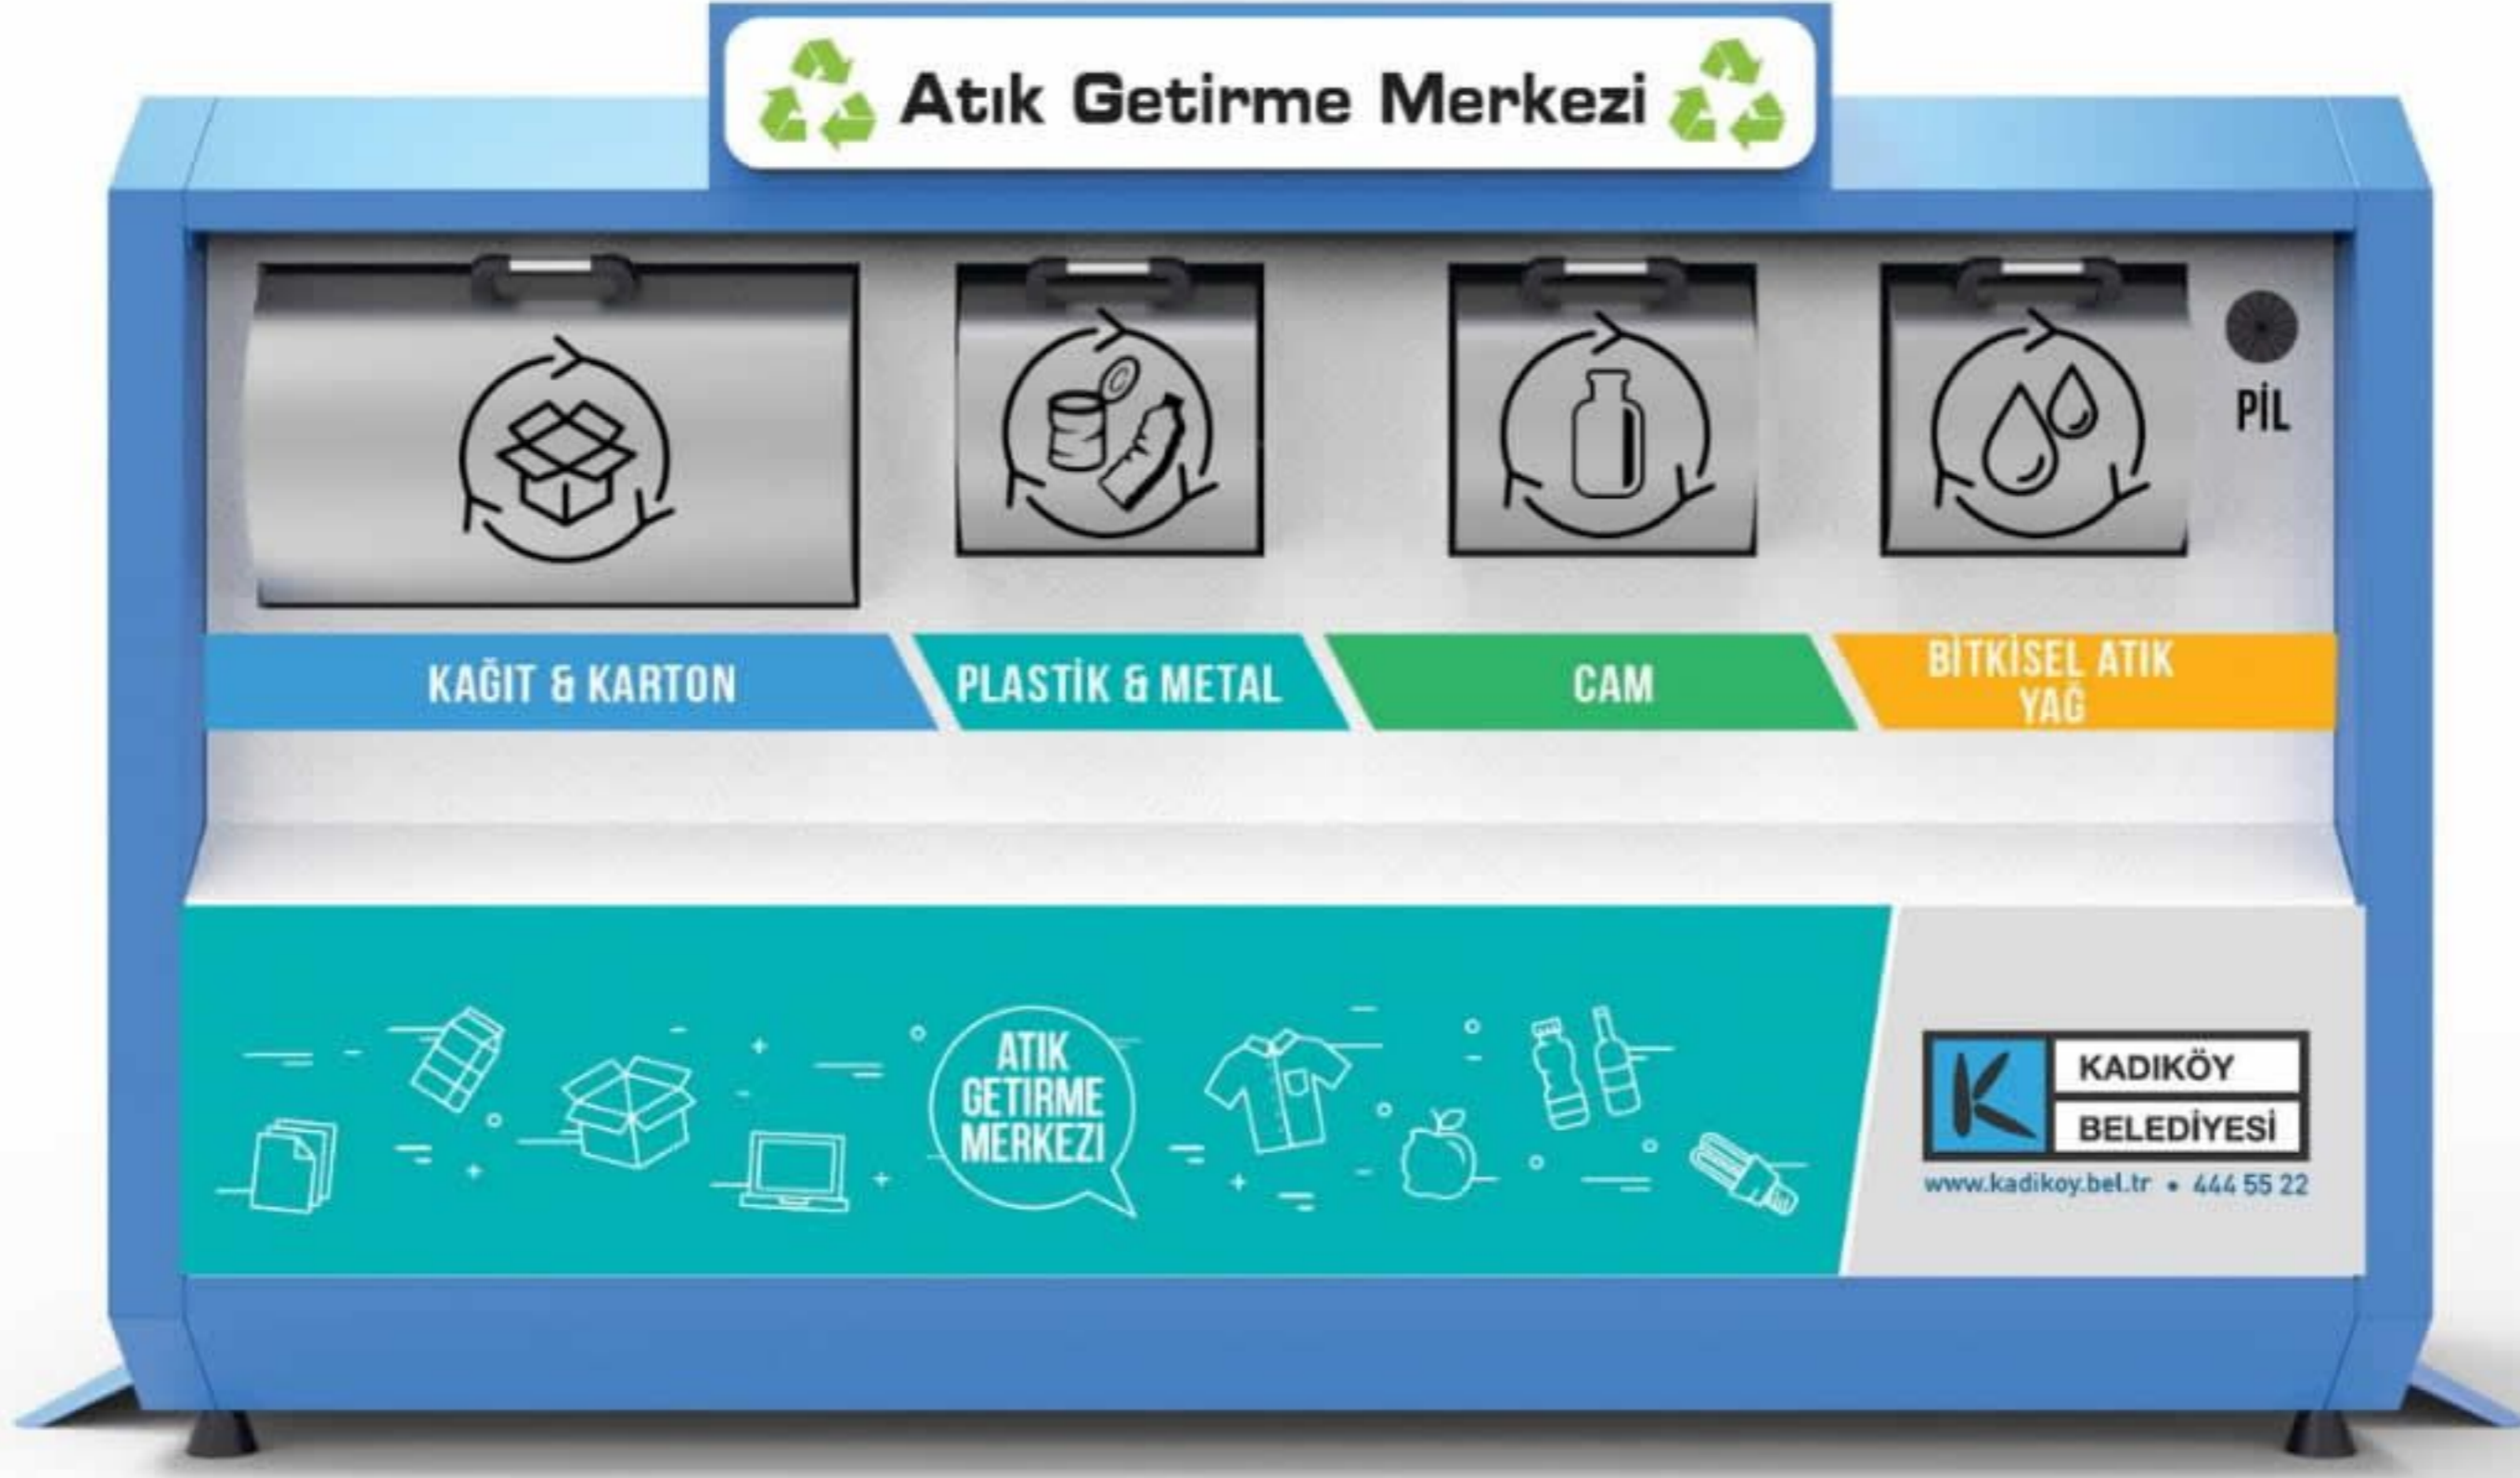 Atık Getirme Merkezi
PİL
KAĞIT & KARTON
PLASTİK & METAL
CAM
BİTKİSEL ATIK
YAĞ
ATIK
GETIRME
MERKEZI
K
KADIKÖY
BELEDİYESİ
www.kadikoy.bel.tr • 444 55 22